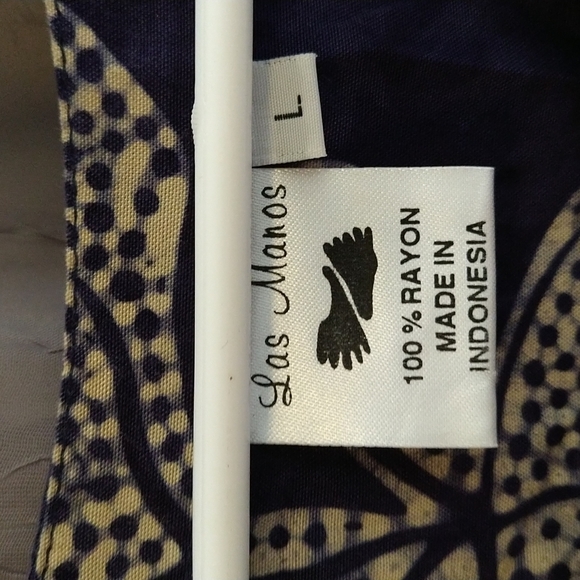 L.
Las Manos
100 % RAYON
MADE IN
INDONESIA